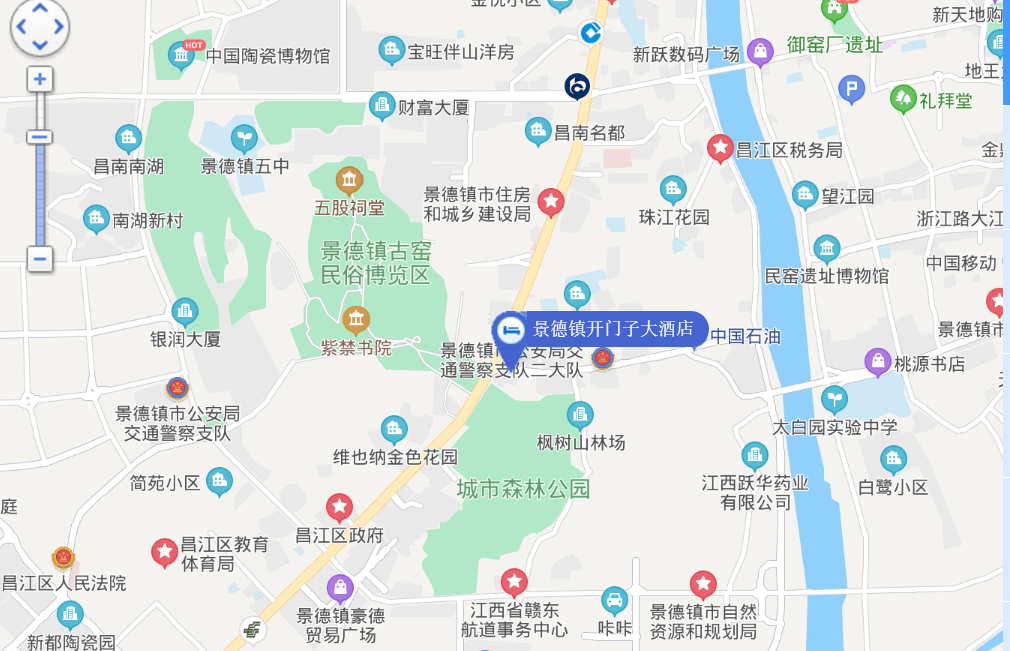 金悦小区
新天地购
HOT
中国陶瓷博物馆
宝旺伴山洋房
新跃数码广场
御窑厂遗址
地王
P
财富大厦
礼拜堂
昌南名都
昌南南湖
景德镇五中
昌江区税务局
五股祠堂
景德镇市住房
和城乡建设局
珠江花园
望江园
南湖新村
浙江路大江
景德镇古窑
民俗博览区
民窑遗址博物馆
中国移动
银润大厦
紫禁书院
景德镇开门子大酒店
中国石油
景德镇市
景德镇市公安局交
通警察支队二大队
桃源书店
景德镇市公安局
交通警察支队
枫树山林场
太白园实验中学
维也纳金色花园
简苑小区
城市森林公园
江西跃华药业
有限公司
白鹭小区
庭
昌江区政府
昌江区教育
体育局
昌江区人民法院
江西省赣东
航道事务中心
咔咔
景德镇市自然
资源和规划局
景德镇豪德
贸易广场
新都陶瓷园